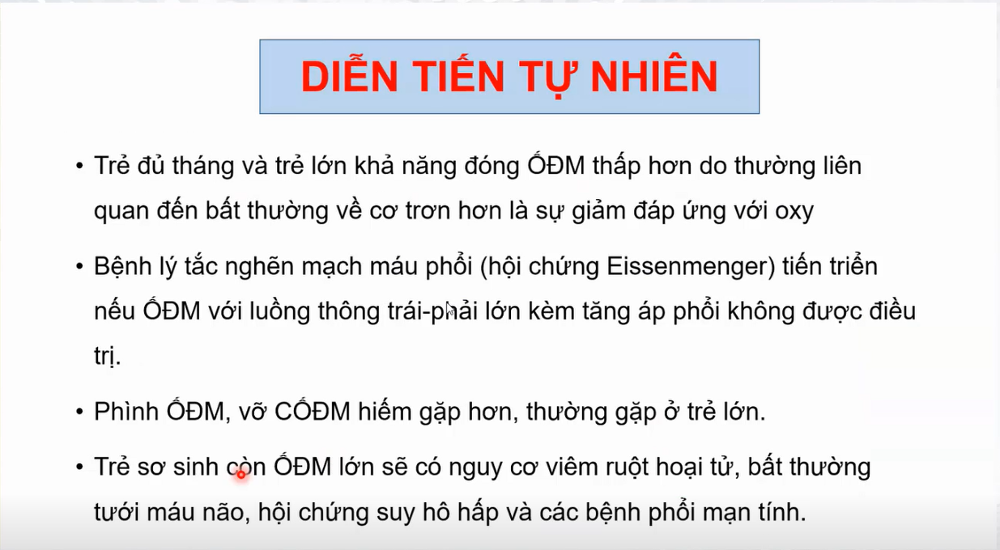 DIỄN TIẾN TỰ NHIÊN
• Trẻ đủ tháng và trẻ lớn khả năng đóng ỐĐM thấp hơn do thường liên
quan đến bất thường về cơ trơn hơn là sự giảm đáp ứng với oxy
• Bệnh lý tắc nghẽn mạch máu phổi (hội chứng Eissenmenger) tiến triển
nếu ỐĐM với luồng thông trái-phải lớn kèm tăng áp phổi không được điều
trị.
• Phình ỐĐM, vỡ CỐĐM hiếm gặp hơn, thường gặp ở trẻ lớn.
• Trẻ sơ sinh còn ỐĐM lớn sẽ có nguy cơ viêm ruột hoại tử, bất thường
tưới máu não, hội chứng suy hô hấp và các bệnh phổi mạn tính.